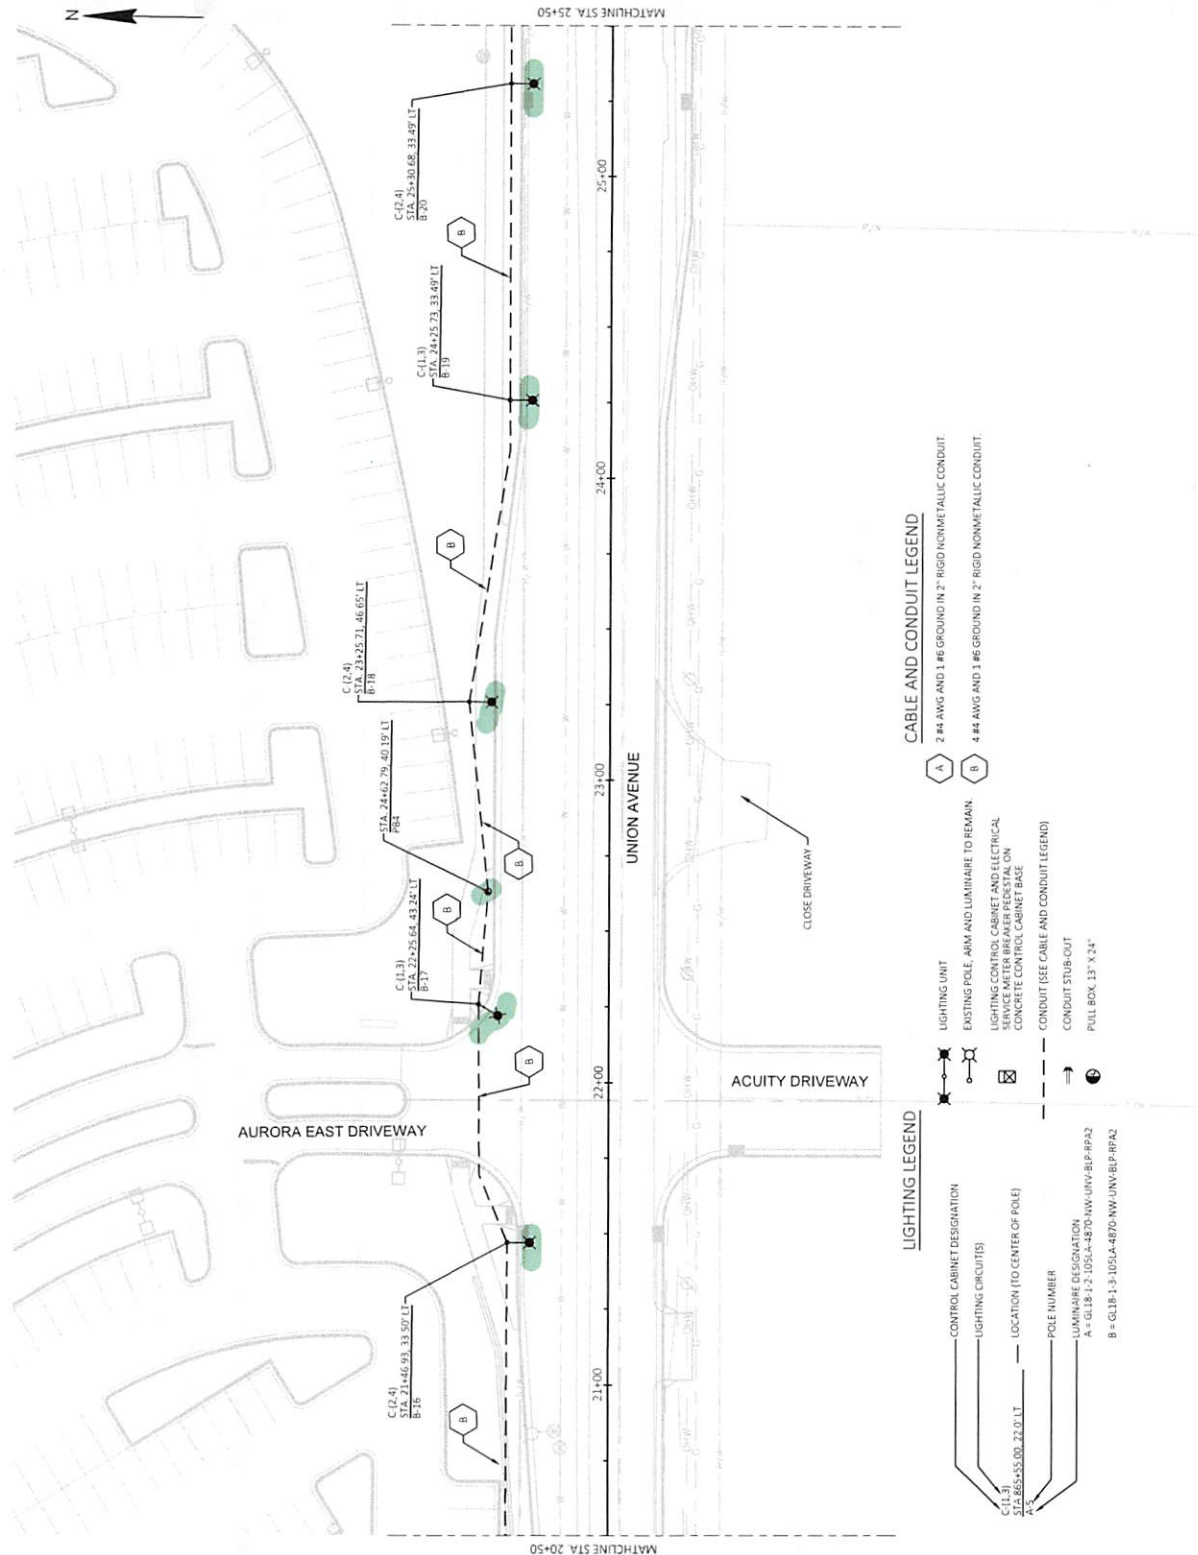 N
MATCHLINE STA. 25+50
C-(2,4)
STA. 25+30.68, 33.49' LT
B-20
B
25+00
C-(1,3)
STA. 24+25.73, 33.49' LT
B-19
24+00
B
C-(2,4)
STA. 23+25.71, 46.65' LT
B-18
STA. 24+62.79, 40.19' LT
PB4
B
23+00
UNION AVENUE
CLOSE DRIVEWAY
C-(1,3)
STA. 22+25.64, 43.24' LT
B-17
B
B
22+00
ACUITY DRIVEWAY
AURORA EAST DRIVEWAY
C-(2,4)
STA. 21+46.93, 33.50' LT
B-16
B
21+00
MATHCLINE STA. 20+50
R/W
R/W
OHW
OHW
OHW
OHW
OHW
W
W
W
G
G
G
CABLE AND CONDUIT LEGEND
A 2 #4 AWG AND 1 #6 GROUND IN 2" RIGID NONMETALLIC CONDUIT.
B 4 #4 AWG AND 1 #6 GROUND IN 2" RIGID NONMETALLIC CONDUIT.
LIGHTING LEGEND
LIGHTING UNIT
EXISTING POLE, ARM AND LUMINAIRE TO REMAIN.
LIGHTING CONTROL CABINET AND ELECTRICAL
SERVICE METER BREAKER PEDESTAL ON
CONCRETE CONTROL CABINET BASE
CONDUIT (SEE CABLE AND CONDUIT LEGEND)
CONDUIT STUB-OUT
PULL BOX, 13" X 24"
CONTROL CABINET DESIGNATION
LIGHTING CIRCUIT(S)
C-(1,3)
STA 865+55.00, 22.0' LT
A-5
LOCATION (TO CENTER OF POLE)
POLE NUMBER
LUMINAIRE DESIGNATION
A = GL18-1-2-105LA-4870-NW-UNV-BLP-RPA2
B = GL18-1-3-105LA-4870-NW-UNV-BLP-RPA2